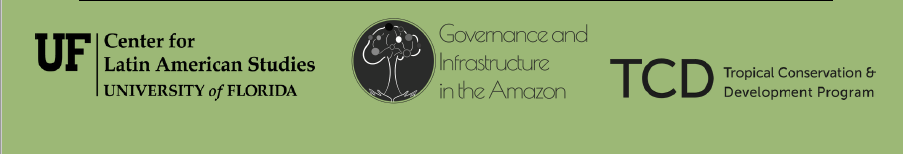 UF
Center for
Latin American Studies
UNIVERSITY of FLORIDA
Governance and
Infrastructure
in the Amazon
TCD
Tropical Conservation &
Development Program